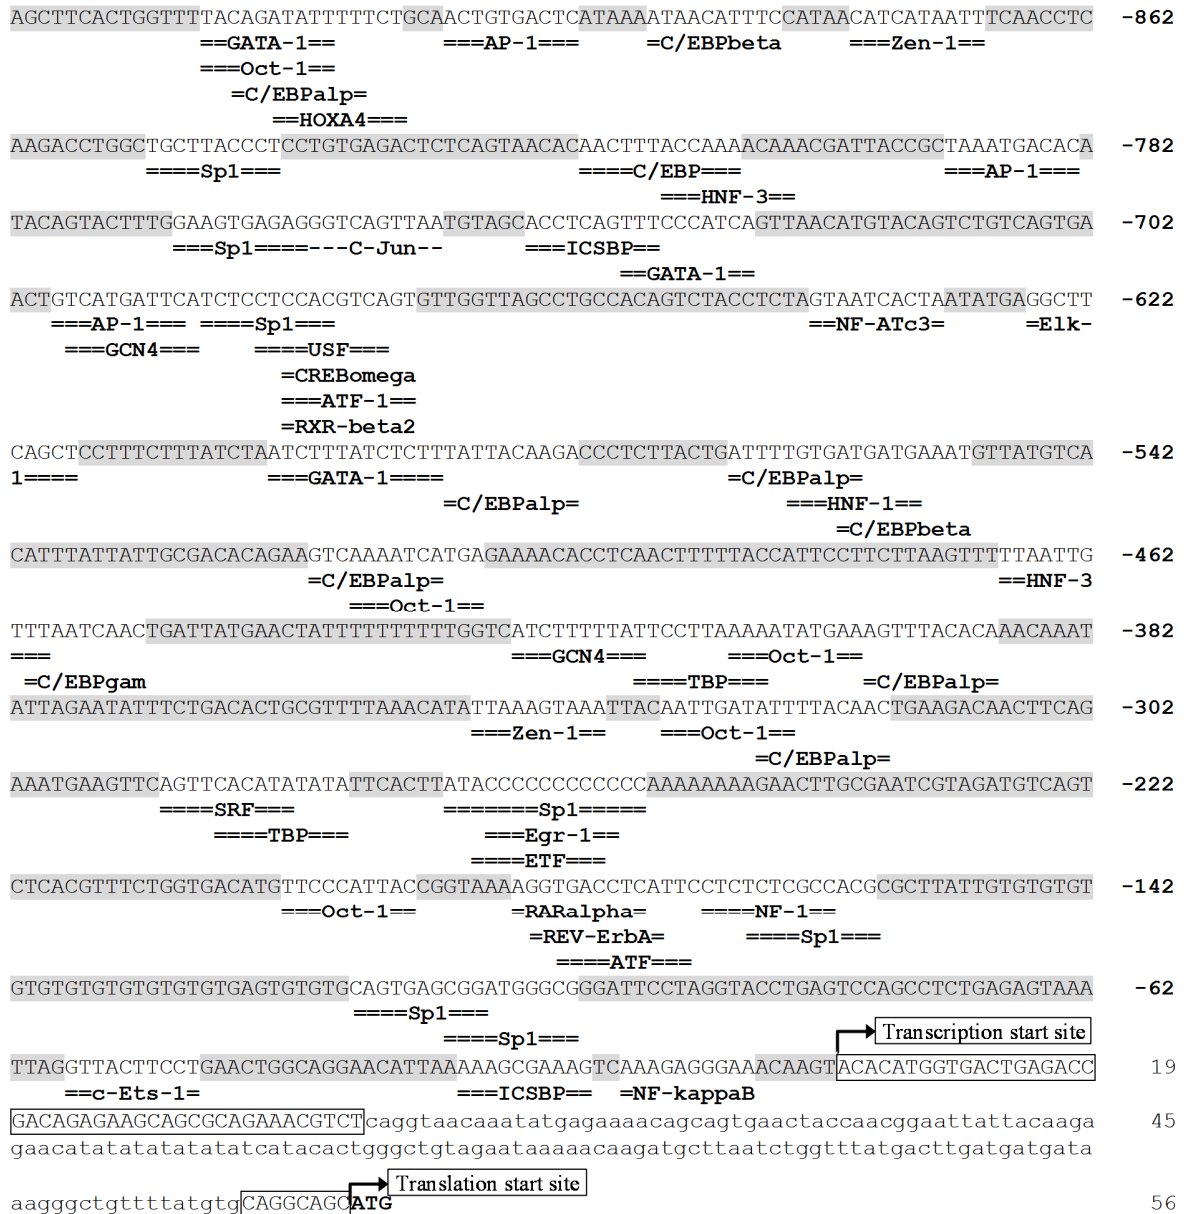 AGCTTCACTGGTTTTACAGATATTTTTCTGCAACTGTGACTCATAAAATAACATTTCCATAACATCATAATTTCAACCTC -862
==GATA-1== ===AP-1=== =C/EBPbeta ===Zen-1==
===Oct-1==
=C/EBPalp=
==HOXA4===
AAGACCTGGCTGCTTACCCTCCTGTGAGACTCTCAGTAACACAACTTTACCAAAACAAACGATTACCGCTAAATGACACA -782
====Sp1=== ====C/EBP=== ===AP-1===
===HNF-3==
TACAGTACTTTGGAAGTGAGAGGGTCAGTTAATGTAGCACCTCAGTTTCCCATCAGTTAACATGTACAGTCTGTCAGTGA -702
===Sp1====---C-Jun-- ===ICSBP==
==GATA-1==
ACTGTCATGATTCATCTCCTCCACGTCAGTGTTGGTTAGCCTGCCACAGTCTACCTCTAGTAATCACTAATATGAGGCTT -622
===AP-1=== ====Sp1=== ==NF-ATc3= =Elk-
===GCN4=== ====USF===
=CREBomega
===ATF-1==
=RXR-beta2
CAGCTCCTTTCTTTATCTAATCTTTATCTCTTTATTACAAGACCCTCTTACTGATTTTGTGATGATGAAATGTTATGTCA -542
1==== ===GATA-1==== =C/EBPalp=
=C/EBPalp= ===HNF-1==
=C/EBPbeta
CATTTATTATTGCGACACAGAAGTCAAAATCATGAGAAAACACCTCAACTTTTTACCATTCCTTCTTAAGTTTTTAATTG -462
=C/EBPalp= ==HNF-3
===Oct-1==
TTTAATCAACTGATTATGAACTATTTTTTTTTTGGTCATCTTTTTATTCCTTAAAAATATGAAAGTTTACACAAACAAAT -382
=== ===GCN4=== ===Oct-1==
=C/EBPgam ====TBP=== =C/EBPalp=
ATTAGAATATTTCTGACACTGCGTTTTAAACATATTAAAGTAAATTACAATTGATATTTTACAACTGAAGACAACTTCAG -302
===Zen-1== ===Oct-1==
=C/EBPalp=
AAATGAAGTTCAGTTCACATATATATTCACTTATACCCCCCCCCCCCAAAAAAAAGAACTTGCGAATCGTAGATGTCAGT -222
====SRF=== =======Sp1=====
====TBP=== ===Egr-1==
====ETF===
CTCACGTTTCTGGTGACATGTTCCCATTACCGGTAAAAGGTGACCTCATTCCTCTCTCGCCACGCGCTTATTGTGTGTGT -142
===Oct-1== =RARalpha= ====NF-1==
=REV-ErbA= ====Sp1===
====ATF===
GTGTGTGTGTGTGTGTGAGTGTGTGCAGTGAGCGGATGGGCGGGATTCCTAGGTACCTGAGTCCAGCCTCTGAGAGTAAA -62
====Sp1===
====Sp1===
Transcription start site
TTAGGTTACTTCCTGAACTGGCAGGAACATTAAAAAGCGAAAGTCAAAGAGGGAAACAAGTACACATGGTGACTGAGACC 19
==c-Ets-1= ===ICSBP== =NF-kappaB
GACAGAGAAGCAGCGCAGAAACGTCTcaggtaacaaatatgagaaaacagcagtgaactaccaacggaattattacaaga 45
gaacatatatatatatatcatacactgggctgtagaataaaaacaagatgcttaatctggtttatgacttgatgatgata
Translation start site
aagggctgttttatgtgCAGGCAGCATG 56